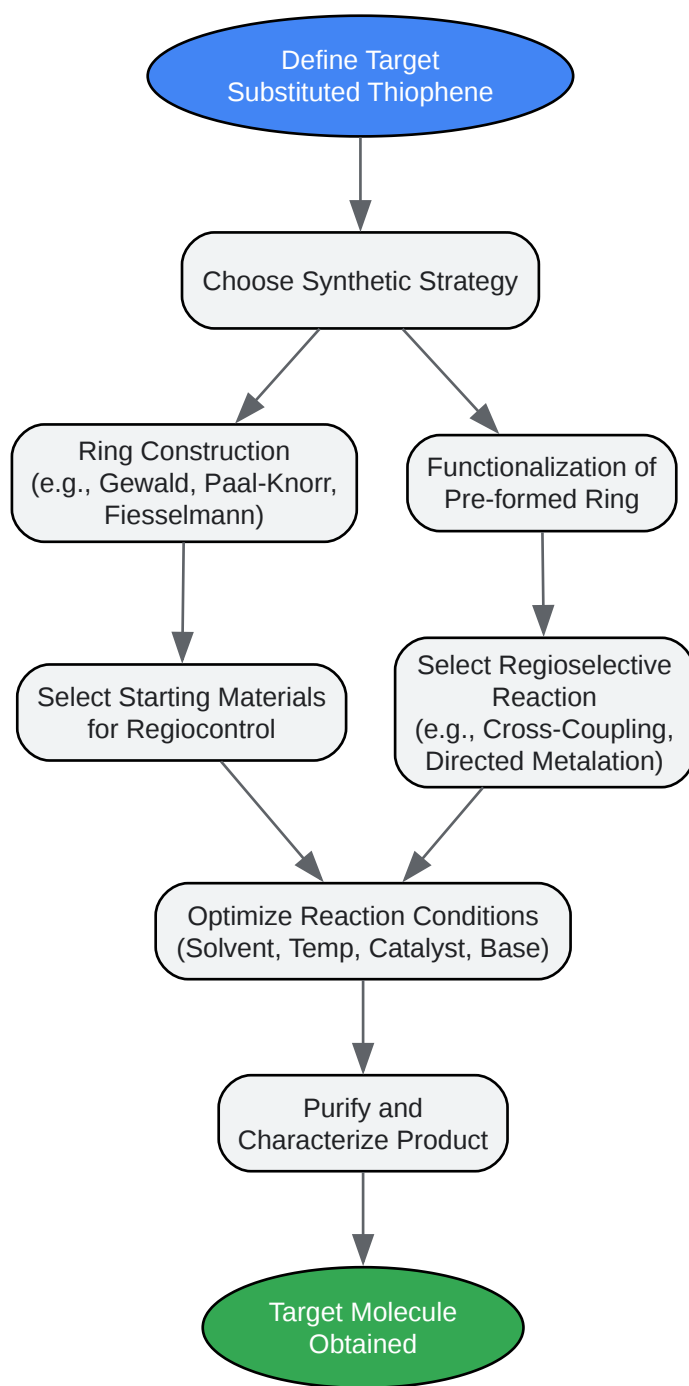 Define Target
Substituted Thiophene
Choose Synthetic Strategy
Ring Construction
(e.g., Gewald, Paal-Knorr,
Fiesselmann)
Functionalization of
Pre-formed Ring
Select Starting Materials
for Regiocontrol
Select Regioselective
Reaction
(e.g., Cross-Coupling,
Directed Metalation)
Optimize Reaction Conditions
(Solvent, Temp, Catalyst, Base)
Purify and
Characterize Product
Target Molecule
Obtained